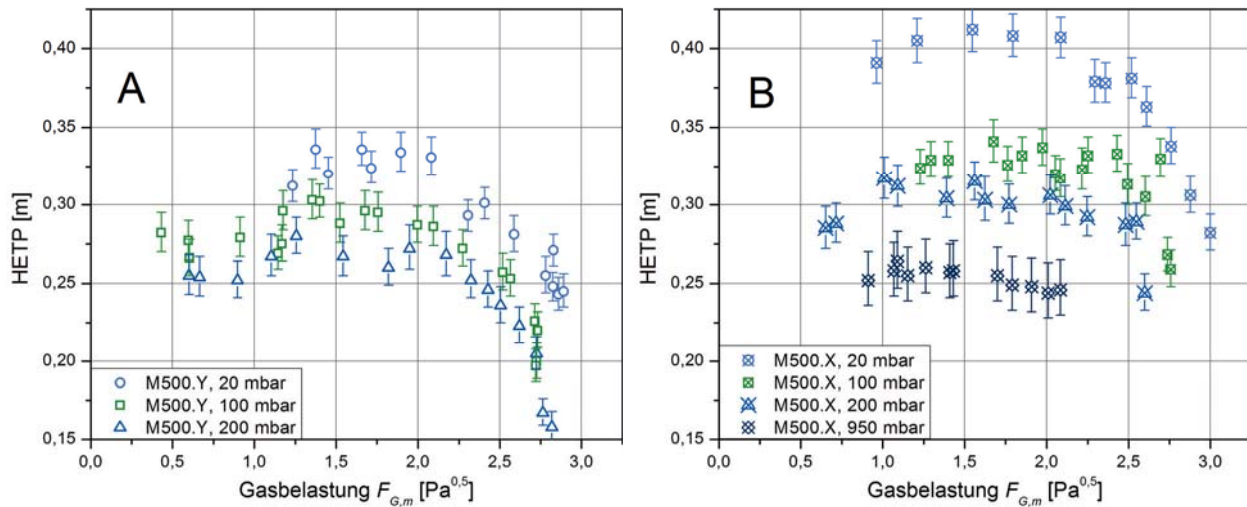 A
0,40
0,35
0,30
0,25
0,20
0,15
HETP [m]
M500.Y, 20 mbar
M500.Y, 100 mbar
M500.Y, 200 mbar
0,0 0,5 1,0 1,5 2,0 2,5 3,0
Gasbelastung F_G,m [Pa^0,5]
B
0,40
0,35
0,30
0,25
0,20
0,15
HETP [m]
M500.X, 20 mbar
M500.X, 100 mbar
M500.X, 200 mbar
M500.X, 950 mbar
0,0 0,5 1,0 1,5 2,0 2,5 3,0
Gasbelastung F_G,m [Pa^0,5]